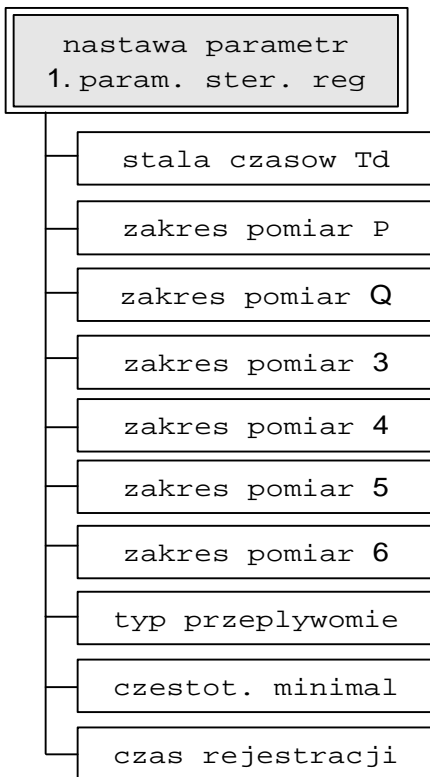 nastawa parametr
1. param. ster. reg
stala czasow Td
zakres pomiar P
zakres pomiar Q
zakres pomiar 3
zakres pomiar 4
zakres pomiar 5
zakres pomiar 6
typ przeplywomie
czestot. minimal
czas rejestracji